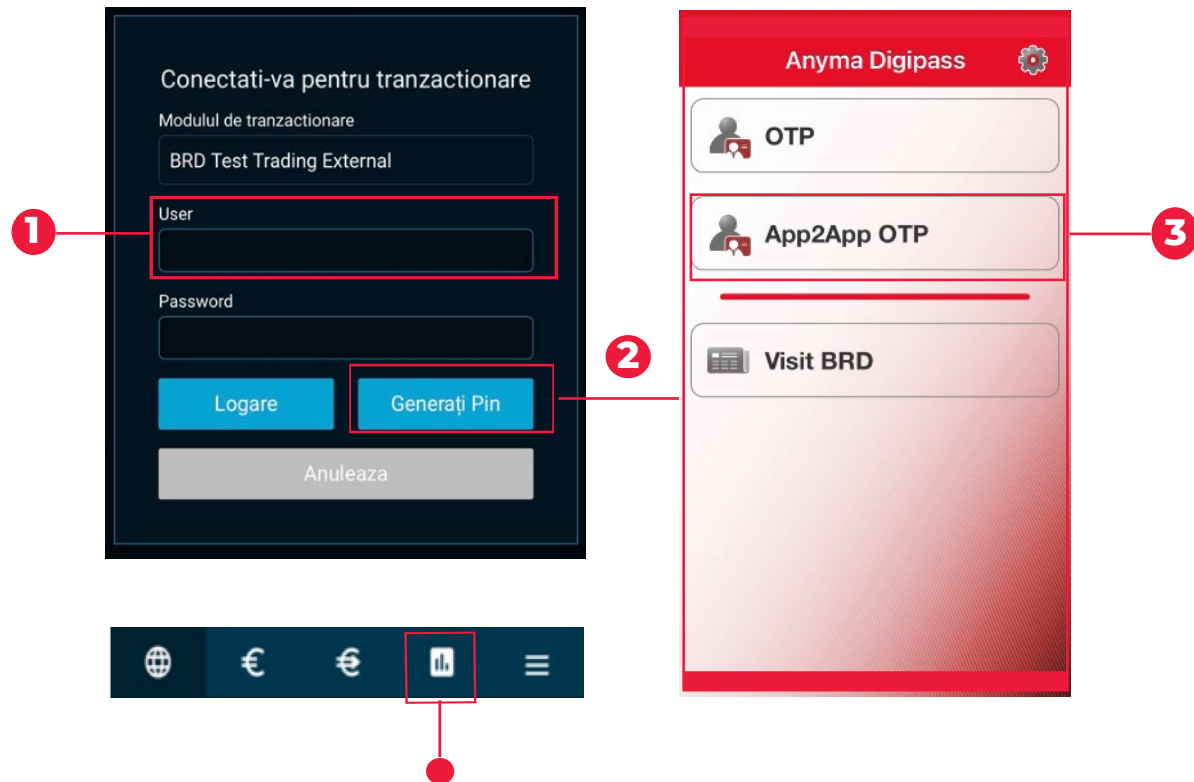 Conectati-va pentru tranzactionare
Modulul de tranzactionare
BRD Test Trading External
1
User
Password
2
Logare
Generați Pin
Anuleaza
€
€
Anyma Digipass
OTP
App2App OTP
3
Visit BRD